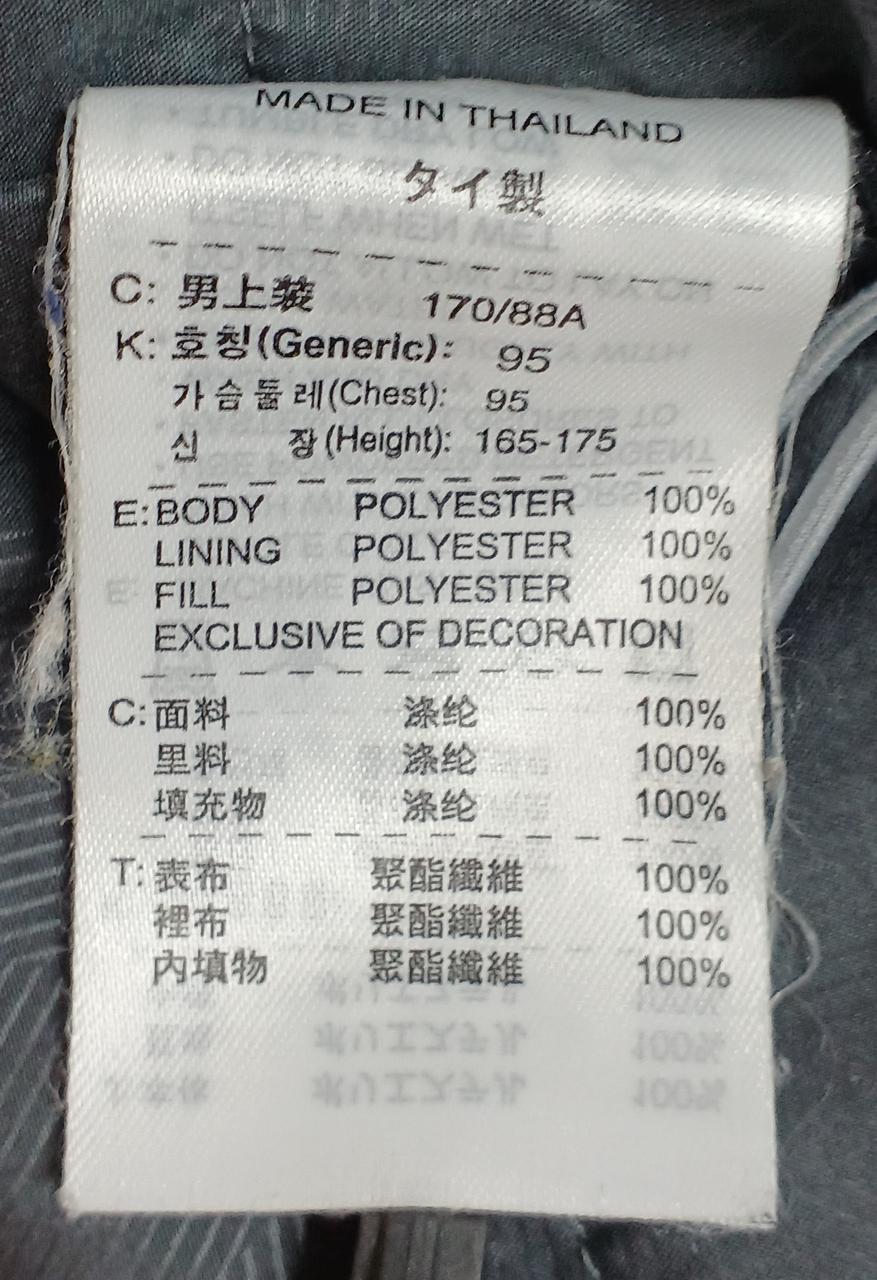 MADE IN THAILAND
タイ製
C: 男上装 170/88A
K: 호칭(Generic): 95
가슴둘레(Chest): 95
신 장(Height): 165-175
E: BODY POLYESTER 100%
LINING POLYESTER 100%
FILL POLYESTER 100%
EXCLUSIVE OF DECORATION
C: 面料 涤纶 100%
里料 涤纶 100%
填充物 涤纶 100%
T: 表布 聚酯纖維 100%
裡布 聚酯纖維 100%
內填物 聚酯纖維 100%